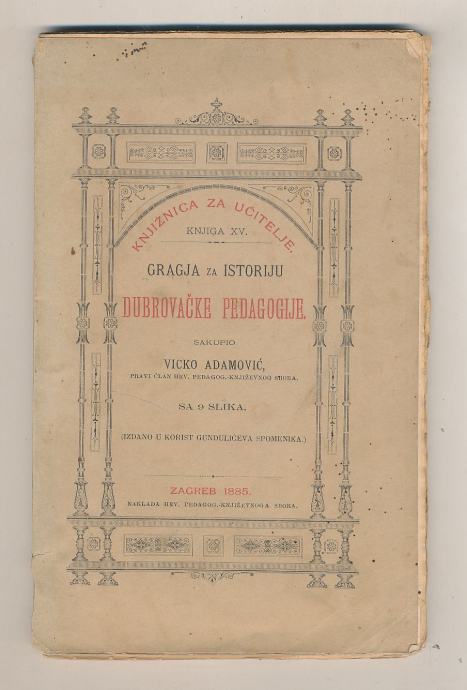 KNJIŽNICA ZA UČITELJE.
KNJIGA XV.
GRAGJA ZA ISTORIJU
DUBROVAČKE PEDAGOGIJE.
SAKUPIO
VICKO ADAMOVIĆ,
PRAVI ČLAN HRV. PEDAGOG.-KNJIŽEVNOG SBORA.
SA 9 SLIKA.
(IZDANO U KORIST GUNDULIĆEVA SPOMENIKA.)
ZAGREB 1885.
NAKLADA HRV. PEDAGOG.-KNJIŽEVNOGA SBORA.